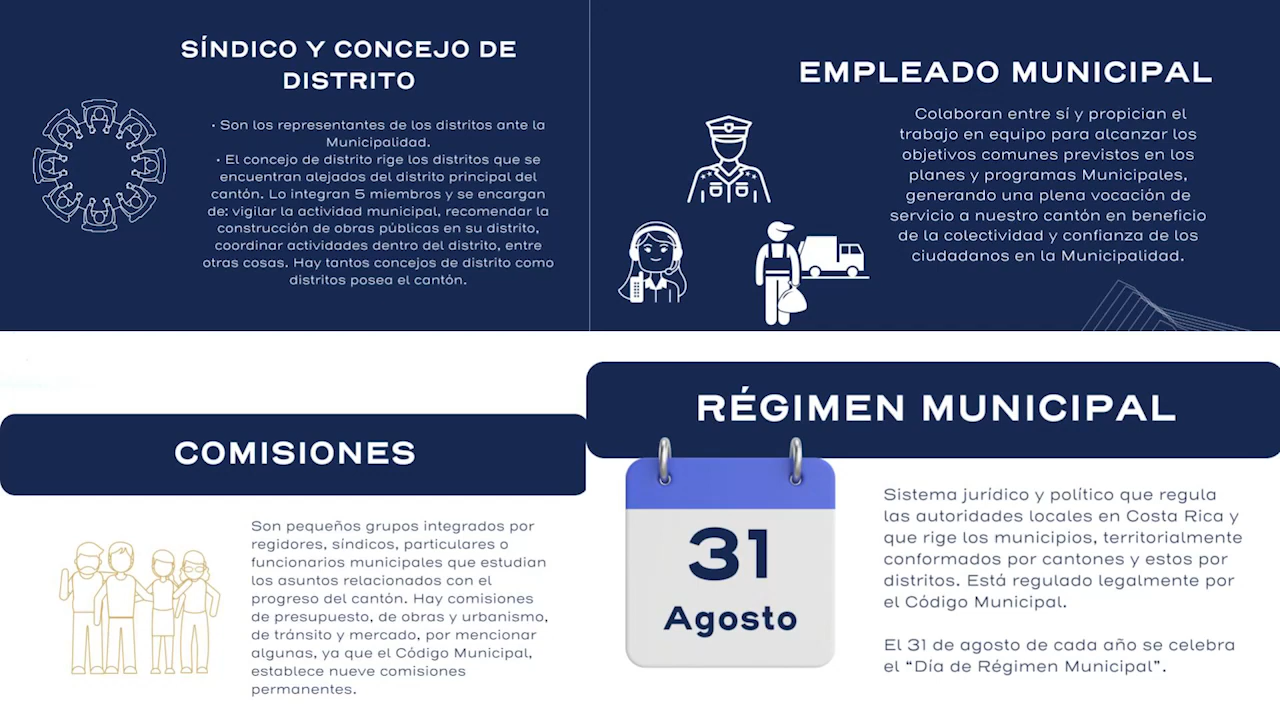 SÍNDICO Y CONCEJO DE
DISTRITO
• Son los representantes de los distritos ante la
Municipalidad.
• El concejo de distrito rige los distritos que se
encuentran alejados del distrito principal del
cantón. Lo integran 5 miembros y se encargan
de: vigilar la actividad municipal, recomendar la
construcción de obras públicas en su distrito,
coordinar actividades dentro del distrito, entre
otras cosas. Hay tantos concejos de distrito como
distritos posea el cantón.
EMPLEADO MUNICIPAL
Colaboran entre sí y propician el
trabajo en equipo para alcanzar los
objetivos comunes previstos en los
planes y programas Municipales,
generando una plena vocación de
servicio a nuestro cantón en beneficio
de la colectividad y confianza de los
ciudadanos en la Municipalidad.
COMISIONES
Son pequeños grupos integrados por
regidores, síndicos, particulares o
funcionarios municipales que estudian
los asuntos relacionados con el
progreso del cantón. Hay comisiones
de presupuesto, de obras y urbanismo,
de tránsito y mercado, por mencionar
algunas, ya que el Código Municipal,
establece nueve comisiones
permanentes.
RÉGIMEN MUNICIPAL
31
Agosto
Sistema jurídico y político que regula
las autoridades locales en Costa Rica y
que rige los municipios, territorialmente
conformados por cantones y estos por
distritos. Está regulado legalmente por
el Código Municipal.
El 31 de agosto de cada año se celebra
el “Día de Régimen Municipal”.